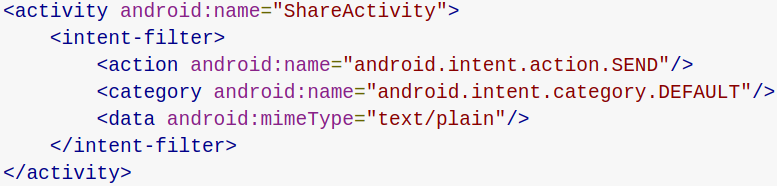 <activity android:name="ShareActivity">
    <intent-filter>
        <action android:name="android.intent.action.SEND"/>
        <category android:name="android.intent.category.DEFAULT"/>
        <data android:mimeType="text/plain"/>
    </intent-filter>
</activity>